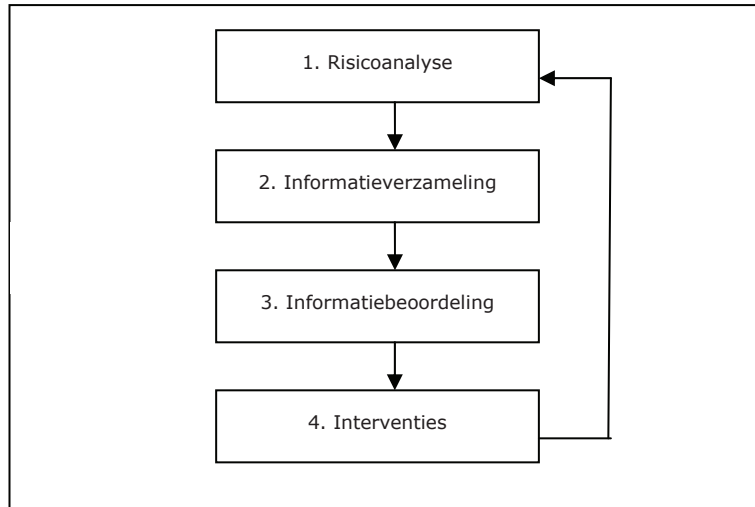 1. Risicoanalyse
2. Informatieverzameling
3. Informatiebeoordeling
4. Interventies